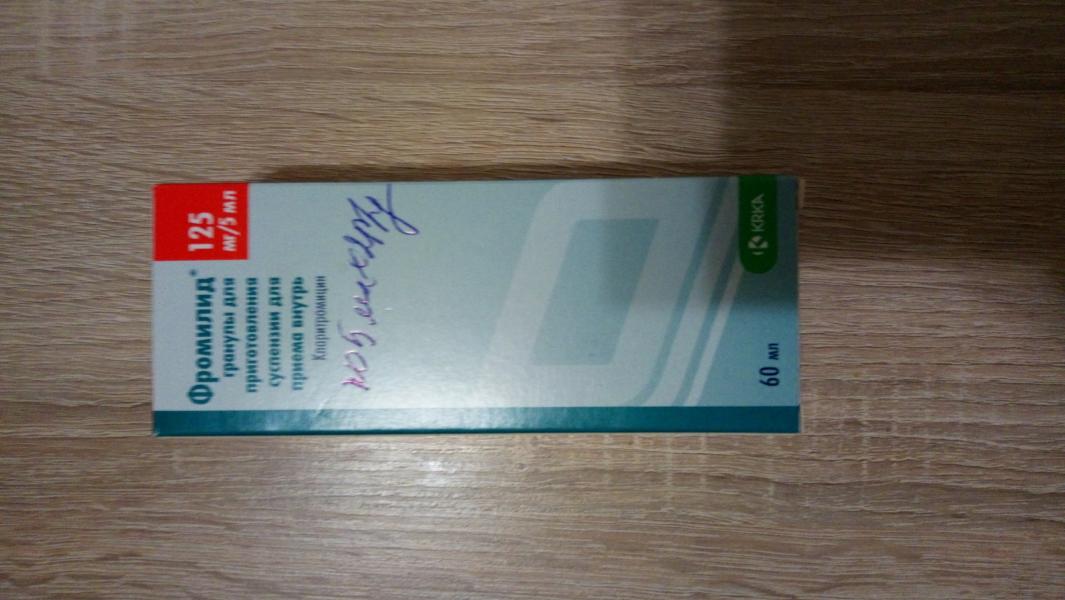 Фромилид®
гранулы для
приготовления
суспензии для
приема внутрь
Кларитромицин
125
мг/5 мл
60 мл
KRKA